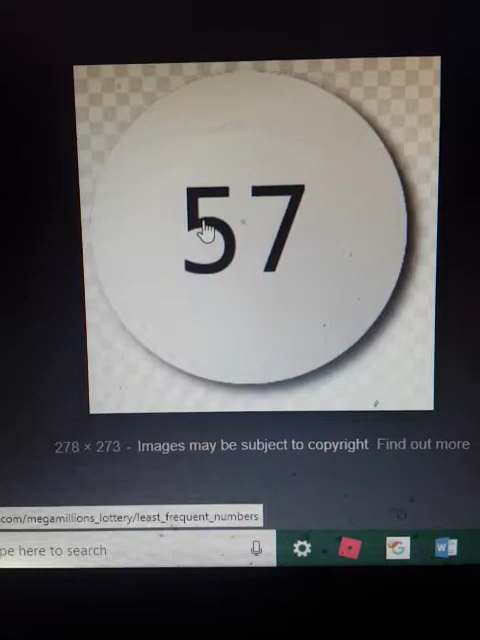 57
278 × 273 - Images may be subject to copyright Find out more
com/megamillions_lottery/least_frequent_numbers
pe here to search
G
W